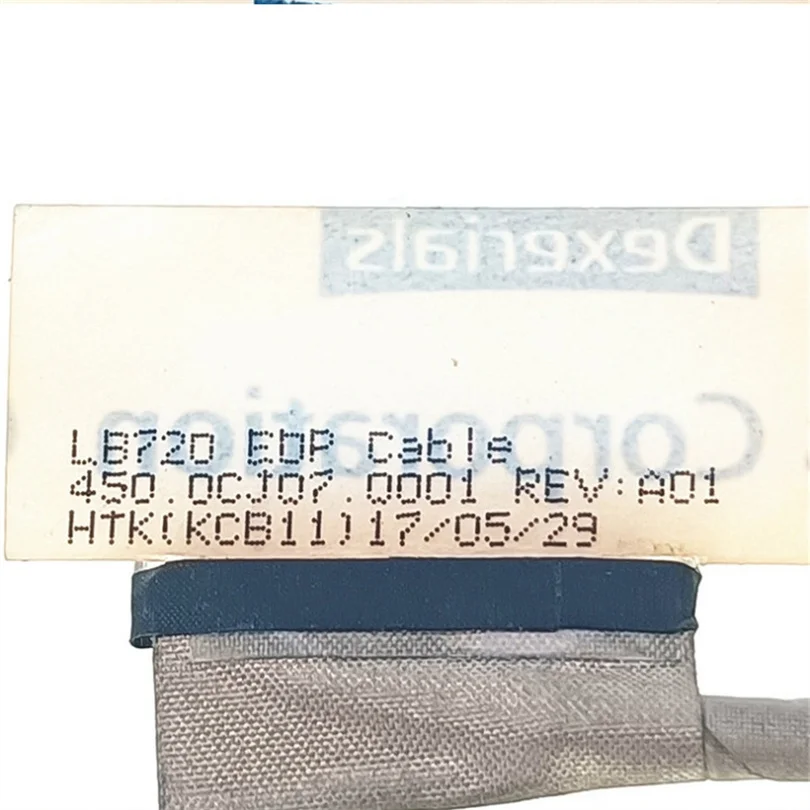 Dexerials
Corporation
LB720 EDP Cable
450.0CJ07.0001 REV:A01
HTK(KCB11)17/05/29